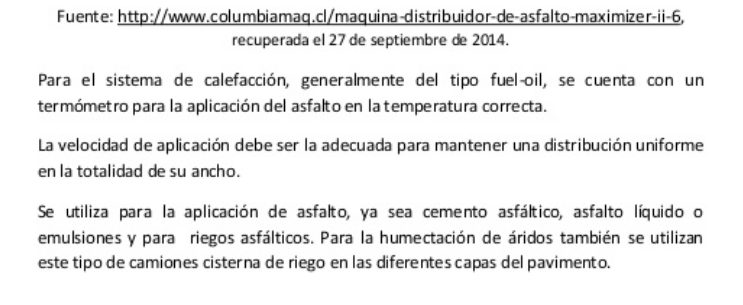 Fuente: http://www.columbiamaq.cl/maquina-distribuidor-de-asfalto-maximizer-ii-6,
recuperada el 27 de septiembre de 2014.
Para el sistema de calefacción, generalmente del tipo fuel-oil, se cuenta con un
termómetro para la aplicación del asfalto en la temperatura correcta.
La velocidad de aplicación debe ser la adecuada para mantener una distribución uniforme
en la totalidad de su ancho.
Se utiliza para la aplicación de asfalto, ya sea cemento asfáltico, asfalto líquido o
emulsiones y para riegos asfálticos. Para la humectación de áridos también se utilizan
este tipo de camiones cisterna de riego en las diferentes capas del pavimento.